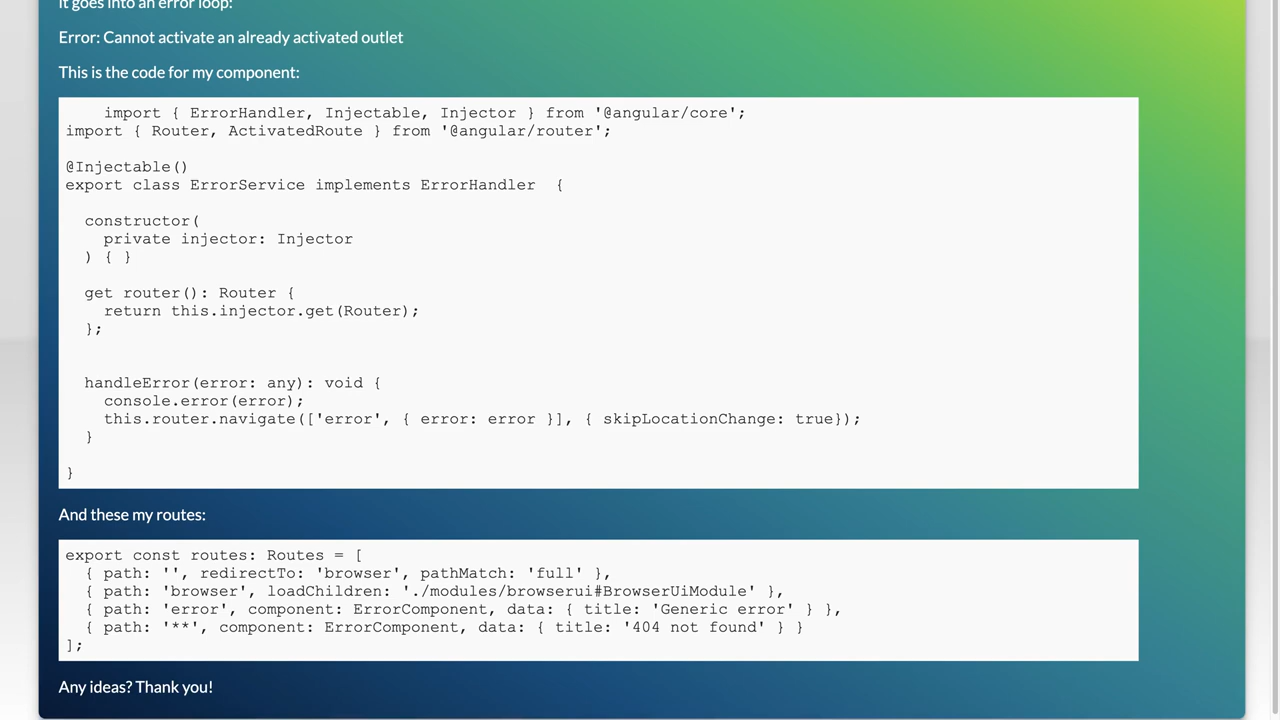 It goes into an error loop:
Error: Cannot activate an already activated outlet
This is the code for my component:
import { ErrorHandler, Injectable, Injector } from '@angular/core';
import { Router, ActivatedRoute } from '@angular/router';
@Injectable()
export class ErrorService implements ErrorHandler  {
constructor(
private injector: Injector
) { }
get router(): Router {
return this.injector.get(Router);
};
handleError(error: any): void {
console.error(error);
this.router.navigate(['error', { error: error }], { skipLocationChange: true});
}
}
And these my routes:
export const routes: Routes = [
{ path: '', redirectTo: 'browser', pathMatch: 'full' },
{ path: 'browser', loadChildren: './modules/browserui#BrowserUiModule' },
{ path: 'error', component: ErrorComponent, data: { title: 'Generic error' } },
{ path: '**', component: ErrorComponent, data: { title: '404 not found' } }
];
Any ideas? Thank you!